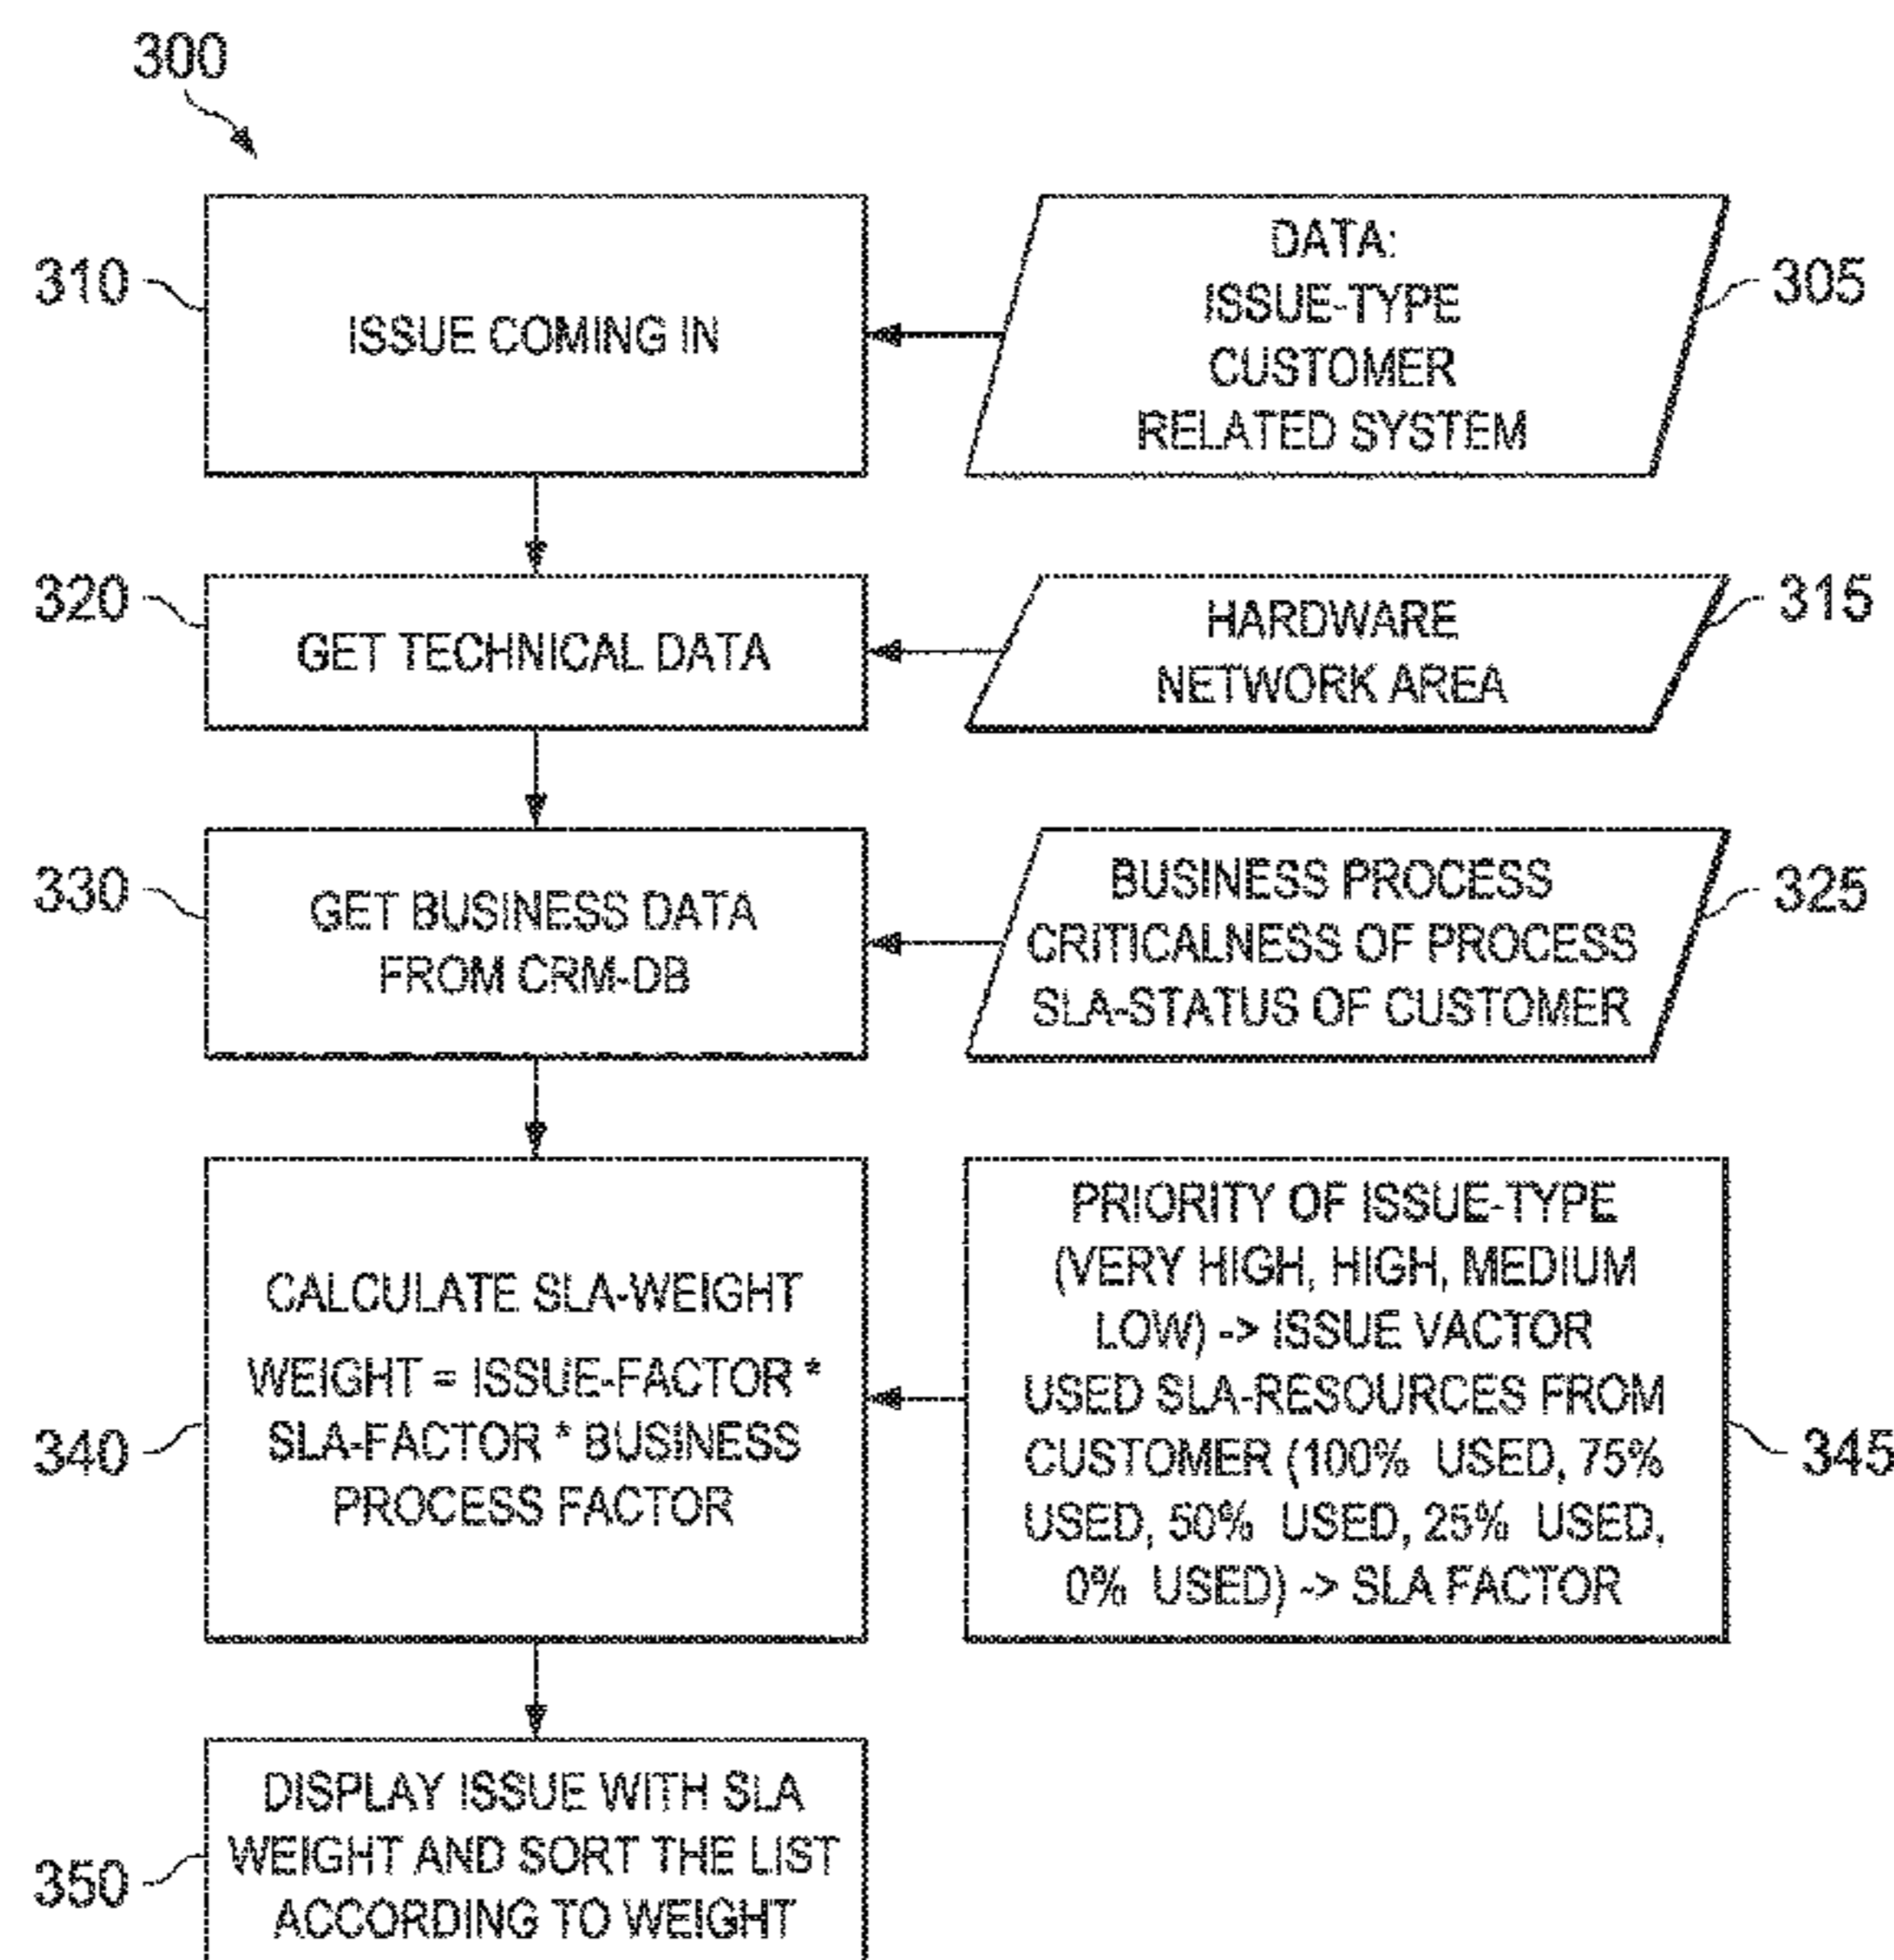 300
310
ISSUE COMING IN
DATA:
ISSUE-TYPE
CUSTOMER
RELATED SYSTEM
305
320
GET TECHNICAL DATA
HARDWARE
NETWORK AREA
315
330
GET BUSINESS DATA
FROM CRM-DB
BUSINESS PROCESS
CRITICALNESS OF PROCESS
SLA-STATUS OF CUSTOMER
325
340
CALCULATE SLA-WEIGHT
WEIGHT = ISSUE-FACTOR *
SLA-FACTOR * BUSINESS
PROCESS FACTOR
PRIORITY OF ISSUE-TYPE
(VERY HIGH, HIGH, MEDIUM
LOW) -> ISSUE VACTOR
USED SLA-RESOURCES FROM
CUSTOMER (100% USED, 75%
USED, 50% USED, 25% USED,
0% USED) -> SLA FACTOR
345
350
DISPLAY ISSUE WITH SLA
WEIGHT AND SORT THE LIST
ACCORDING TO WEIGHT